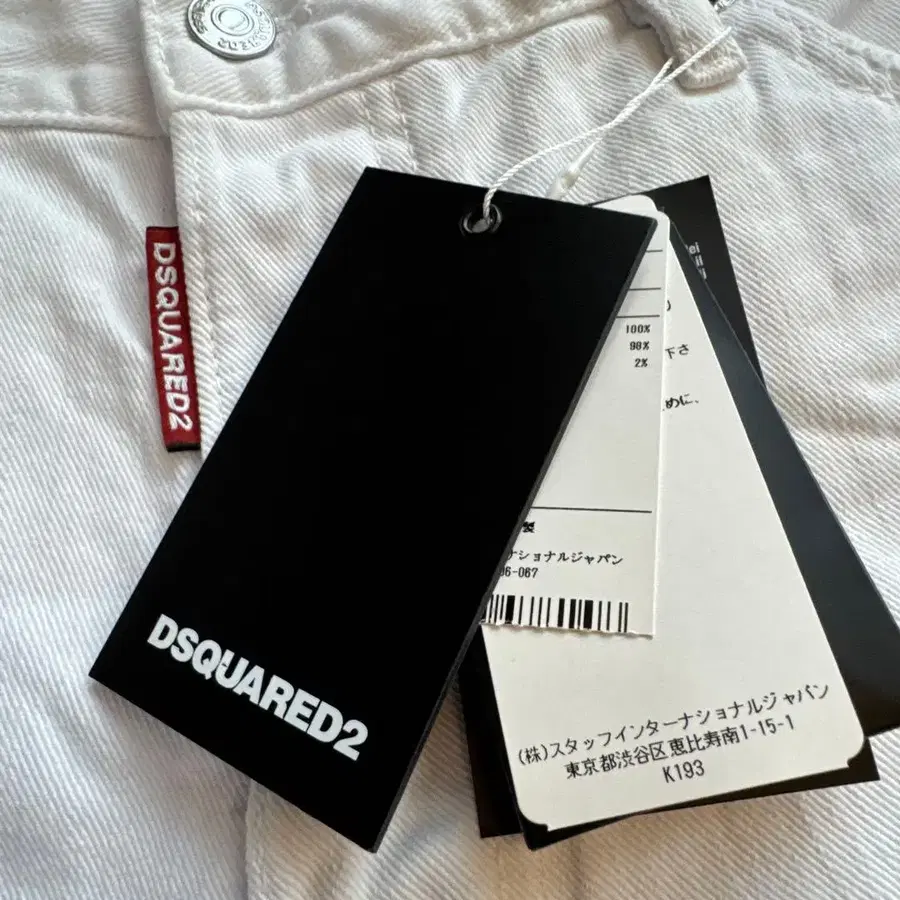 DSQUARED2
DSQUARED2
100%
98%
2%
下さ
めに、
製
ナショナルジャパン
06-067
(株)スタッフインターナショナルジャパン
東京都渋谷区恵比寿南1-15-1
K193